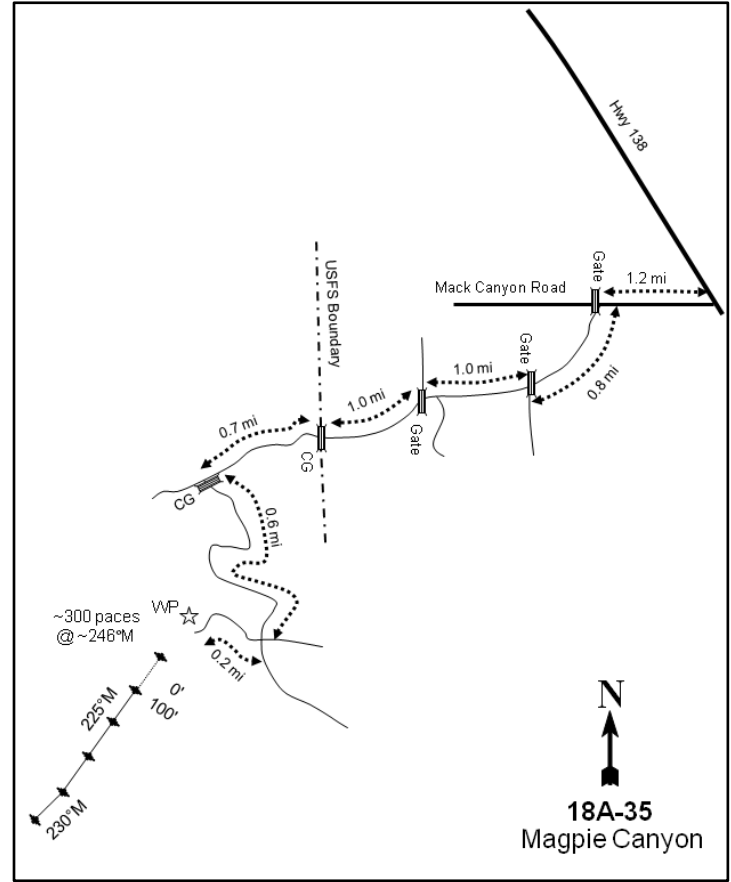 Hwy 138
Gate
1.2 mi
Mack Canyon Road
USFS Boundary
Gate
1.0 mi
0.8 mi
1.0 mi
Gate
0.7 mi
CG
CG
0.6 mi
WP
~300 paces
@ ~246°M
0.2 mi
0'
100'
225°M
230°M
N
18A-35
Magpie Canyon